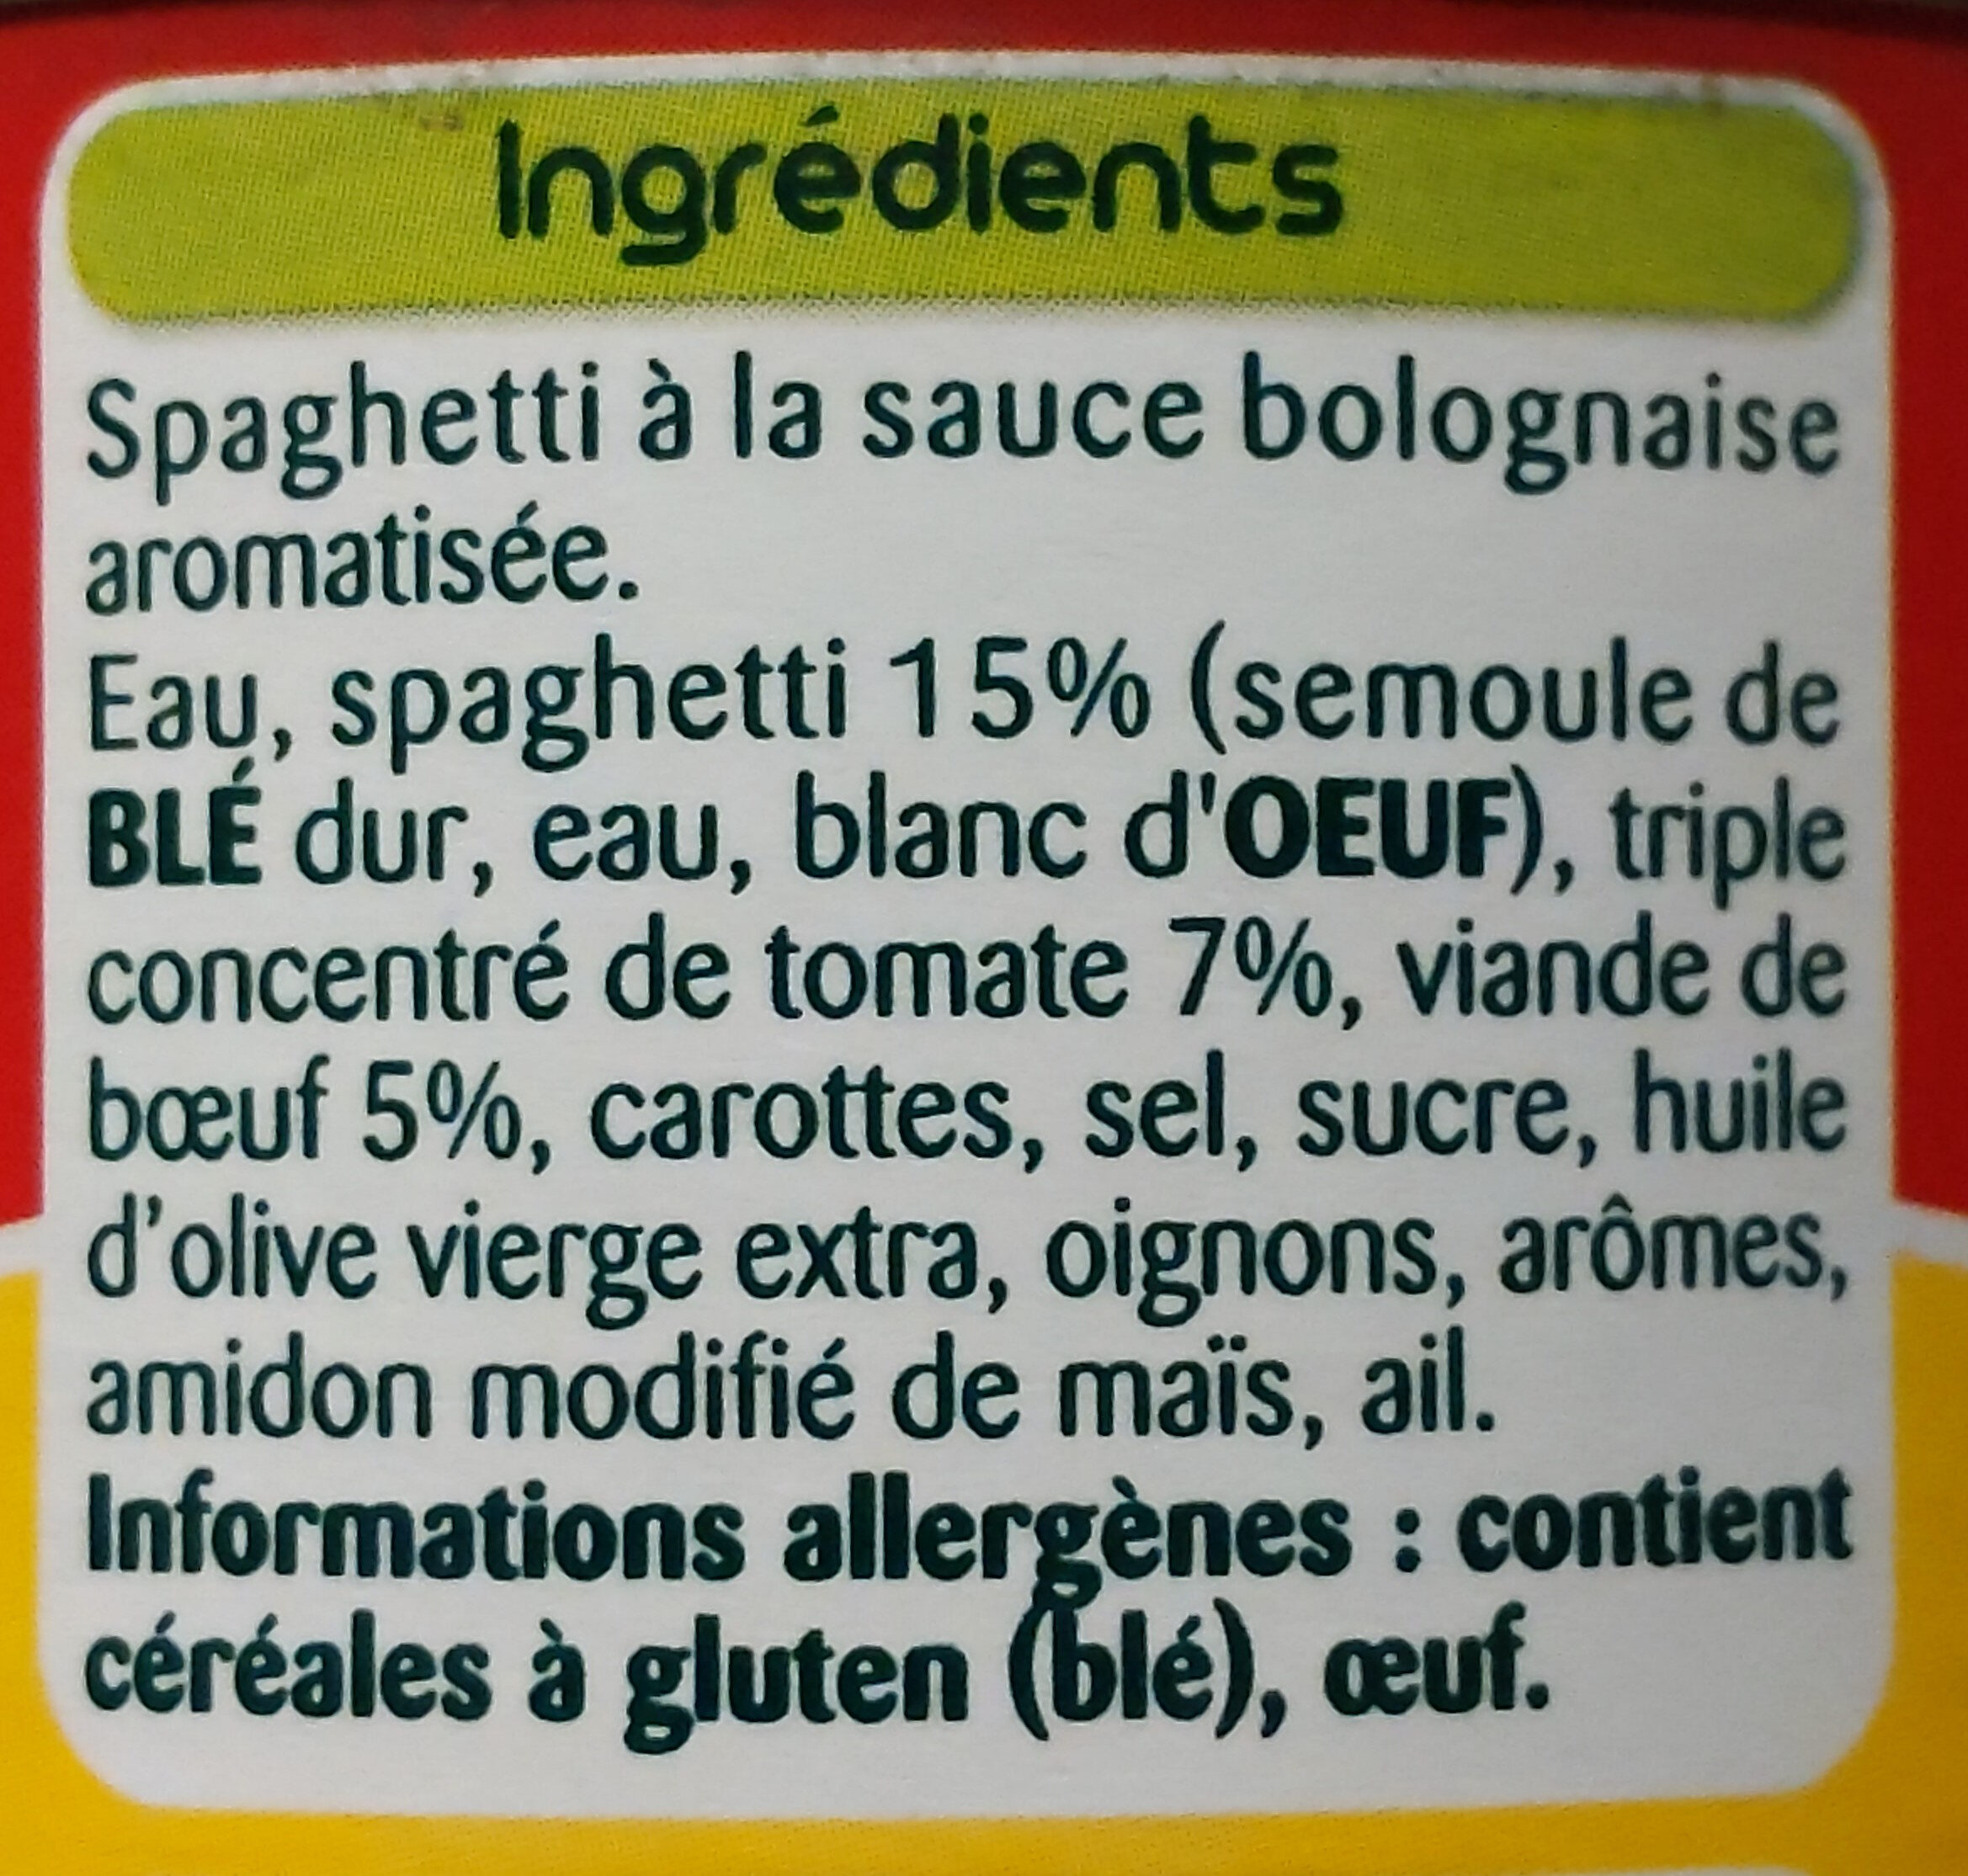 Ingrédients
Spaghetti à la sauce bolognaise
aromatisée.
Eau, spaghetti 15% (semoule de
BLÉ dur, eau, blanc d'OEUF), triple
concentré de tomate 7%, viande de
bœuf 5%, carottes, sel, sucre, huile
d’olive vierge extra, oignons, arômes,
amidon modifié de maïs, ail.
Informations allergènes : contient
céréales à gluten (blé), œuf.